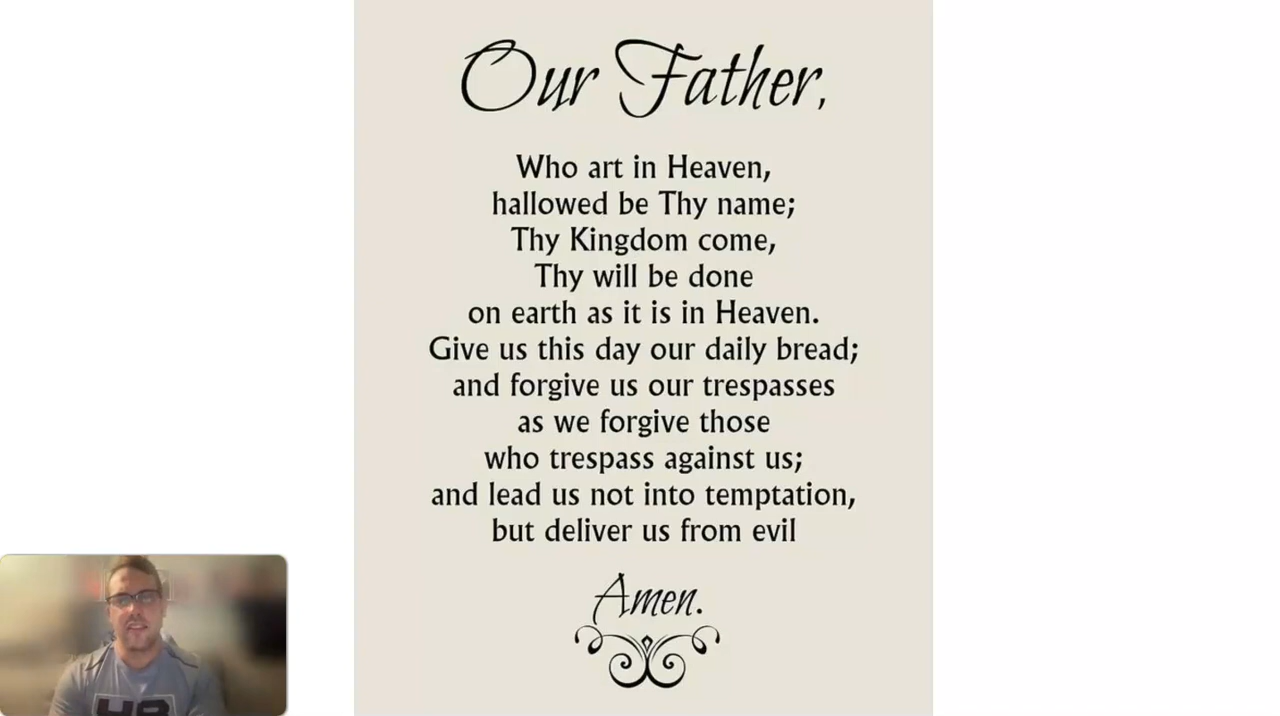 Our Father,
Who art in Heaven,
hallowed be Thy name;
Thy Kingdom come,
Thy will be done
on earth as it is in Heaven.
Give us this day our daily bread;
and forgive us our trespasses
as we forgive those
who trespass against us;
and lead us not into temptation,
but deliver us from evil
Amen.